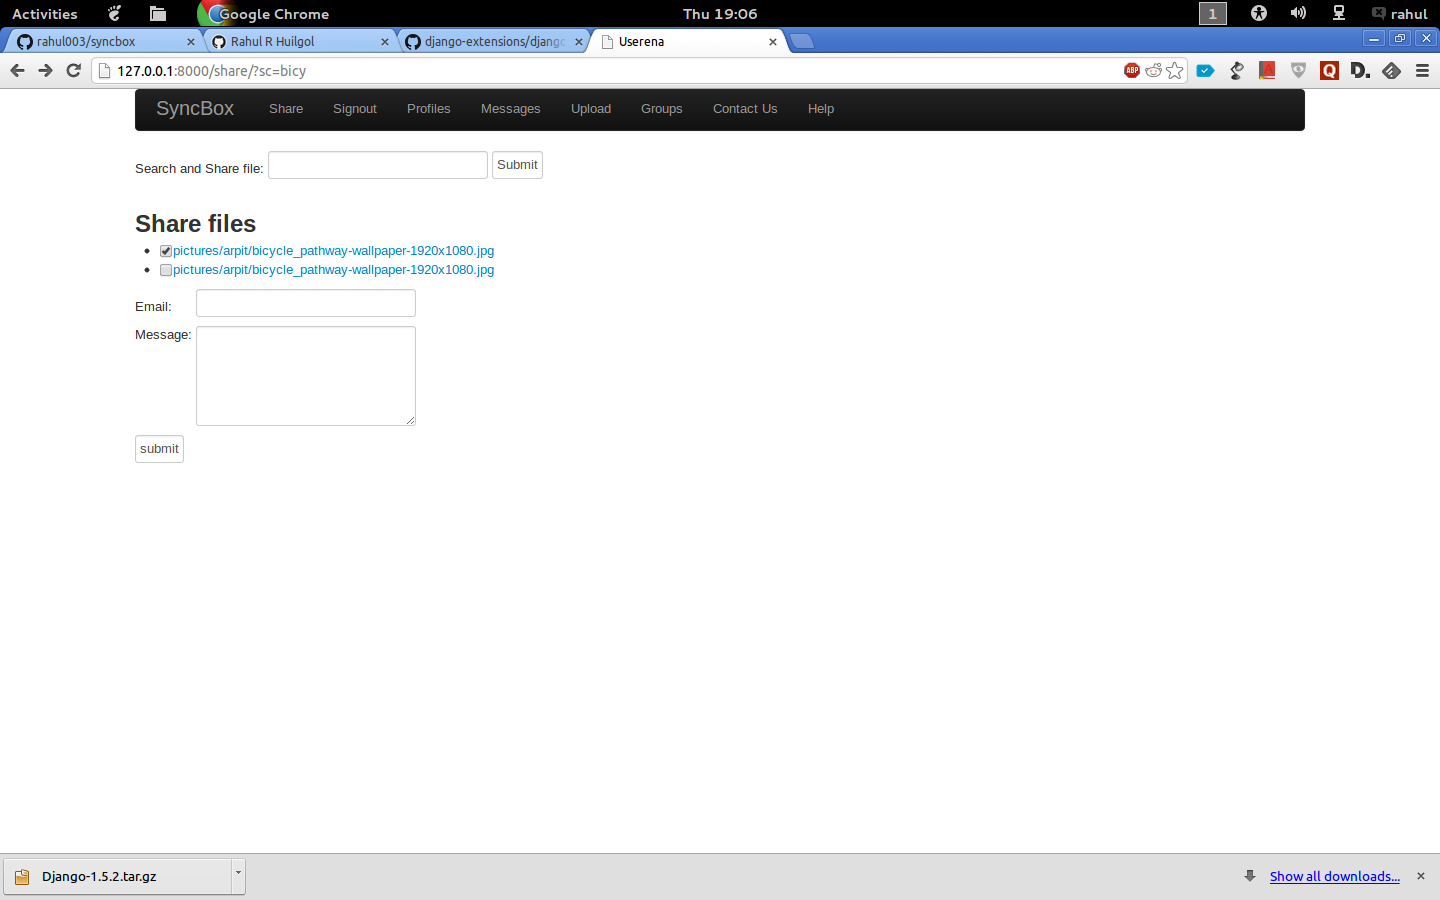 Activities Google Chrome Thu 19:06 1 rahul
rahul003/syncbox Rahul R Huilgol django-extensions/django Userena
127.0.0.1:8000/share/?sc=bicy ABP Q D.
SyncBox Share Signout Profiles Messages Upload Groups Contact Us Help
Search and Share file: Submit
Share files
pictures/arpit/bicycle_pathway-wallpaper-1920x1080.jpg
pictures/arpit/bicycle_pathway-wallpaper-1920x1080.jpg
Email:
Message:
submit
Django-1.5.2.tar.gz Show all downloads...